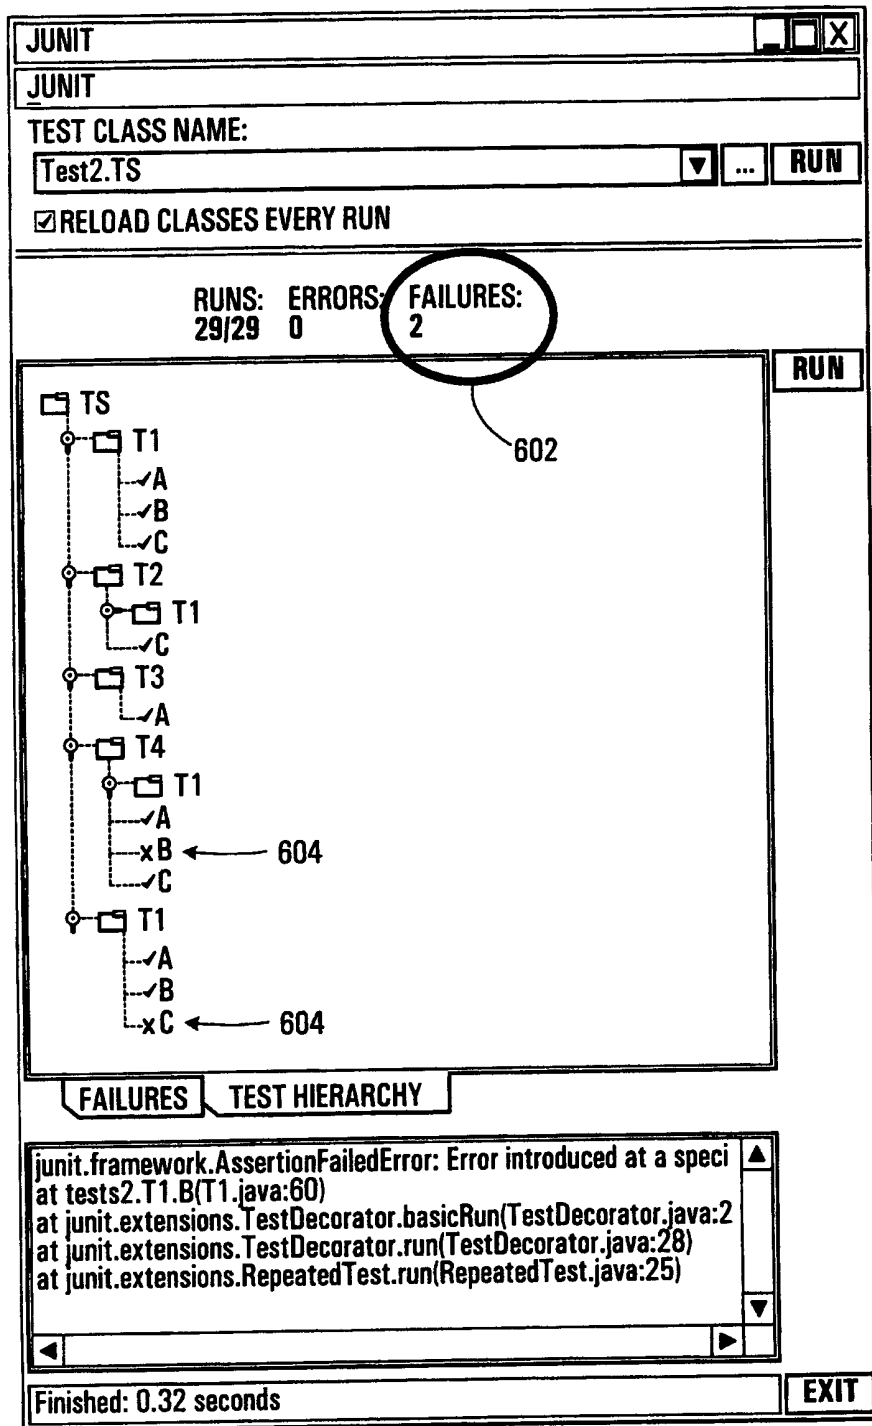 JUNIT X
JUNIT
TEST CLASS NAME:
Test2.TS ... RUN
RELOAD CLASSES EVERY RUN
RUNS: ERRORS: FAILURES:
29/29 0 2
RUN
TS
602
T1
A
B
C
T2
T1
C
T3
A
T4
T1
A
x B 604
C
T1
A
B
x C 604
FAILURES TEST HIERARCHY
junit.framework.AssertionFailedError: Error introduced at a speci
at tests2.T1.B(T1.java:60)
at junit.extensions.TestDecorator.basicRun(TestDecorator.java:2
at junit.extensions.TestDecorator.run(TestDecorator.java:28)
at junit.extensions.RepeatedTest.run(RepeatedTest.java:25)
Finished: 0.32 seconds EXIT